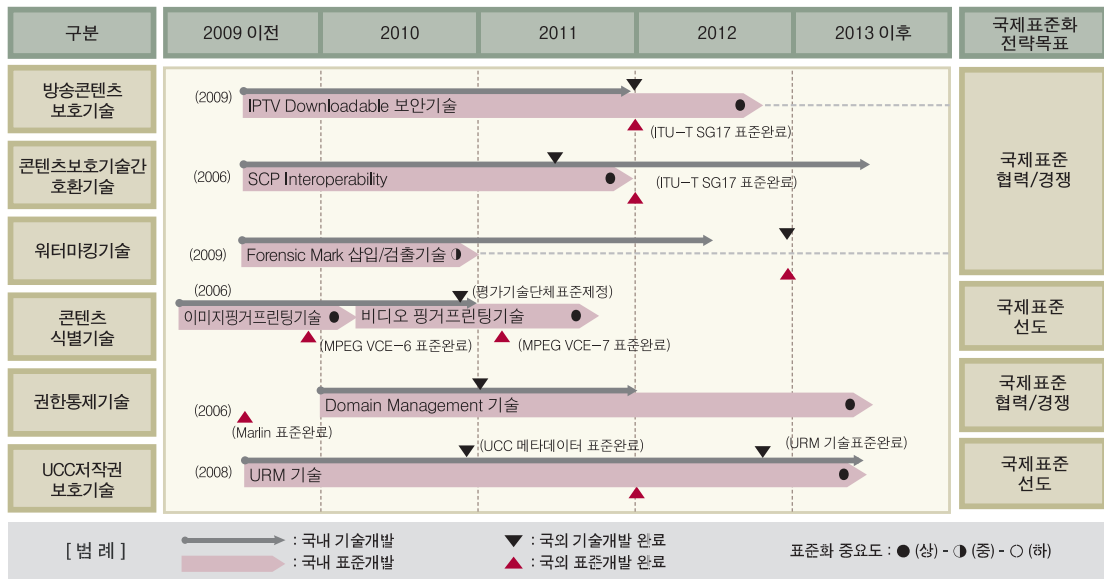 구분
2009 이전
2010
2011
2012
2013 이후
국제표준화
전략목표
방송콘텐츠
보호기술
(2009)
IPTV Downloadable 보안기술
(ITU-T SG17 표준완료)
콘텐츠보호기술간
호환기술
(2006)
SCP Interoperability
(ITU-T SG17 표준완료)
국제표준
협력/경쟁
워터마킹기술
(2009)
Forensic Mark 삽입/검출기술
콘텐츠
식별기술
(2006)
(평가기술단체표준제정)
이미지핑거프린팅기술
비디오 핑거프린팅기술
(MPEG VCE-6 표준완료)
(MPEG VCE-7 표준완료)
국제표준
선도
권한통제기술
(2006)
Domain Management 기술
(Marlin 표준완료)
국제표준
협력/경쟁
UCC저작권
보호기술
(2008)
(UCC 메타데이터 표준완료)
(URM 기술표준완료)
URM 기술
국제표준
선도
[ 범 례 ]
: 국내 기술개발
: 국외 기술개발 완료
: 국내 표준개발
: 국외 표준개발 완료
표준화 중요도 : ● (상) - ◑ (중) - ○ (하)